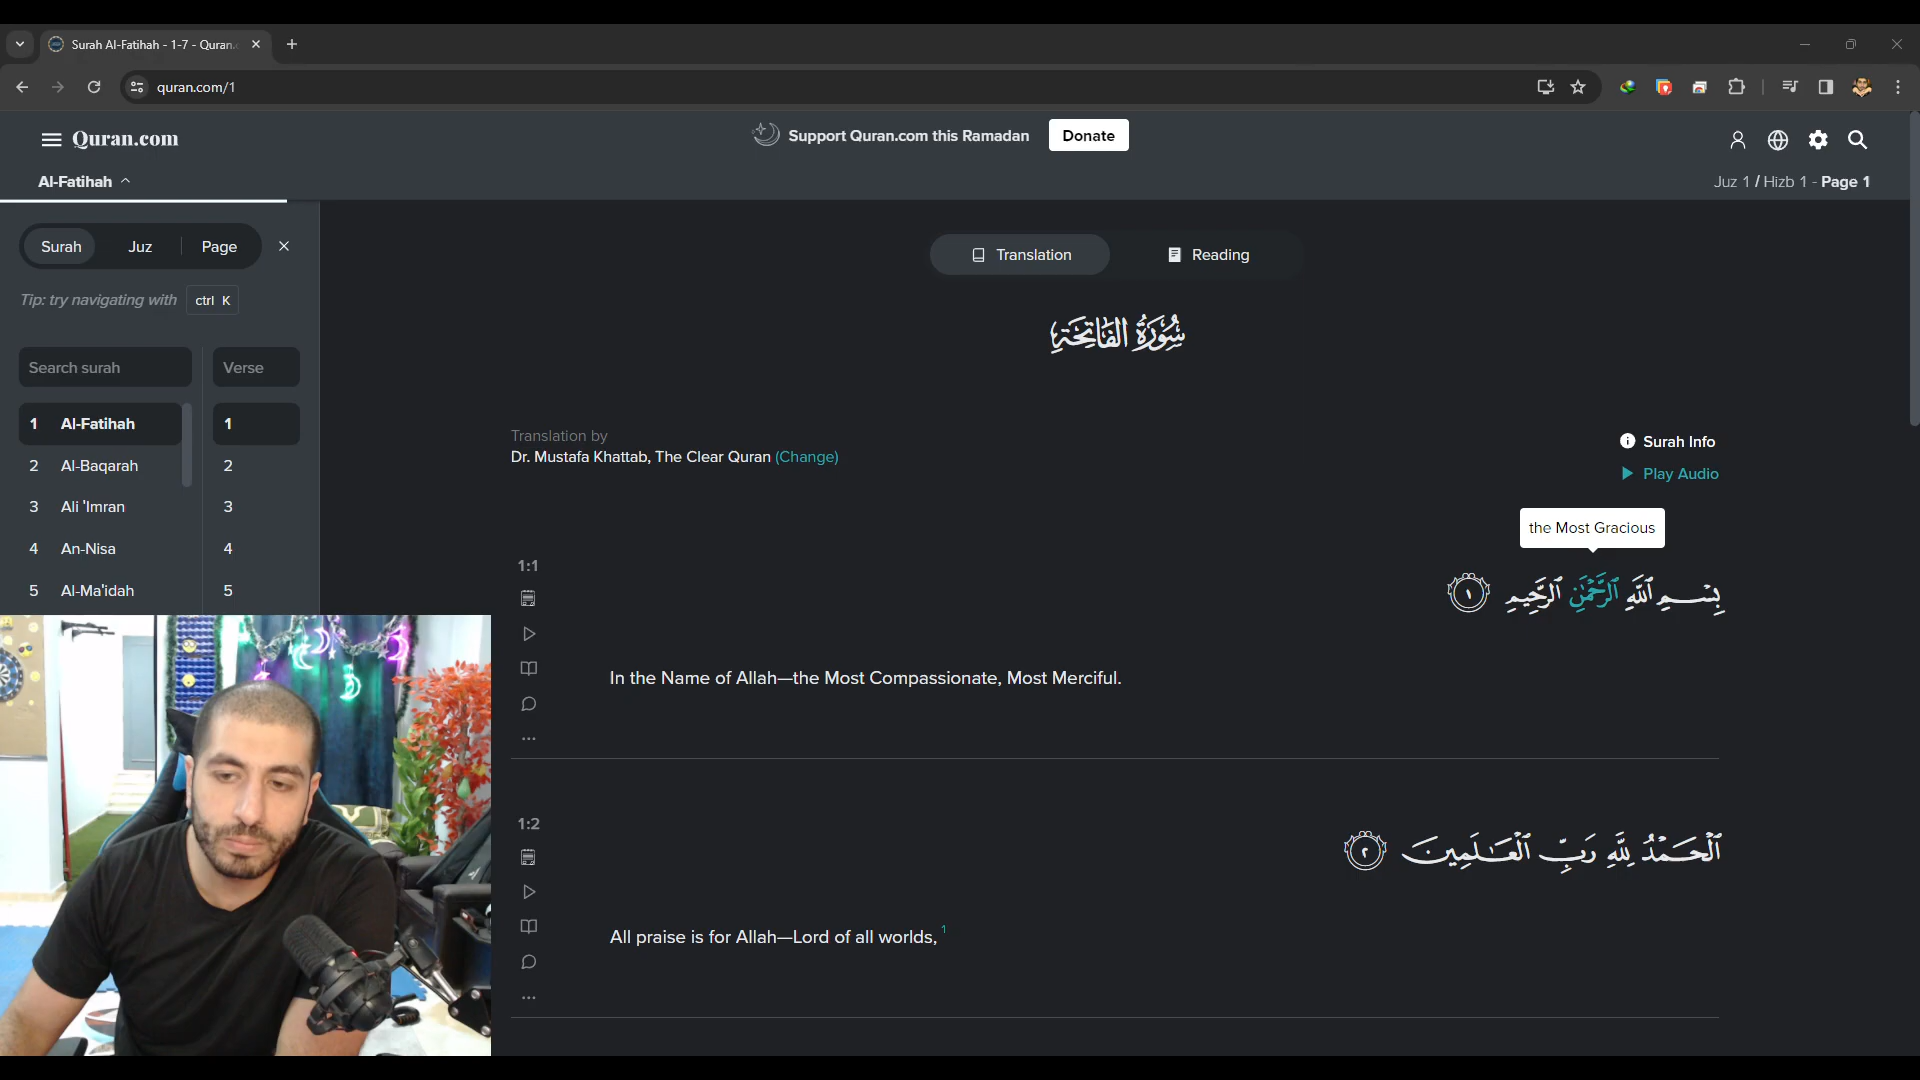 Surah Al-Fatihah - 1-7 - Quran.
quran.com/1
Quran.com
Support Quran.com this Ramadan
Donate
Al-Fatihah
Juz 1 / Hizb 1 - Page 1
Surah
Juz
Page
Translation
Reading
Tip: try navigating with ctrl K
سُورَةُ الفَاتِحَةِ
Search surah
Verse
1 Al-Fatihah
1
2 Al-Baqarah
2
3 Ali 'Imran
3
4 An-Nisa
4
5 Al-Ma'idah
5
Translation by
Dr. Mustafa Khattab, The Clear Quran (Change)
Surah Info
Play Audio
the Most Gracious
1:1
بِسْمِ ٱللَّهِ ٱلرَّحْمَـٰنِ ٱلرَّحِيمِ ١
In the Name of Allah—the Most Compassionate, Most Merciful.
1:2
ٱلْحَمْدُ لِلَّهِ رَبِّ ٱلْعَـٰلَمِينَ ٢
All praise is for Allah—Lord of all worlds, 1